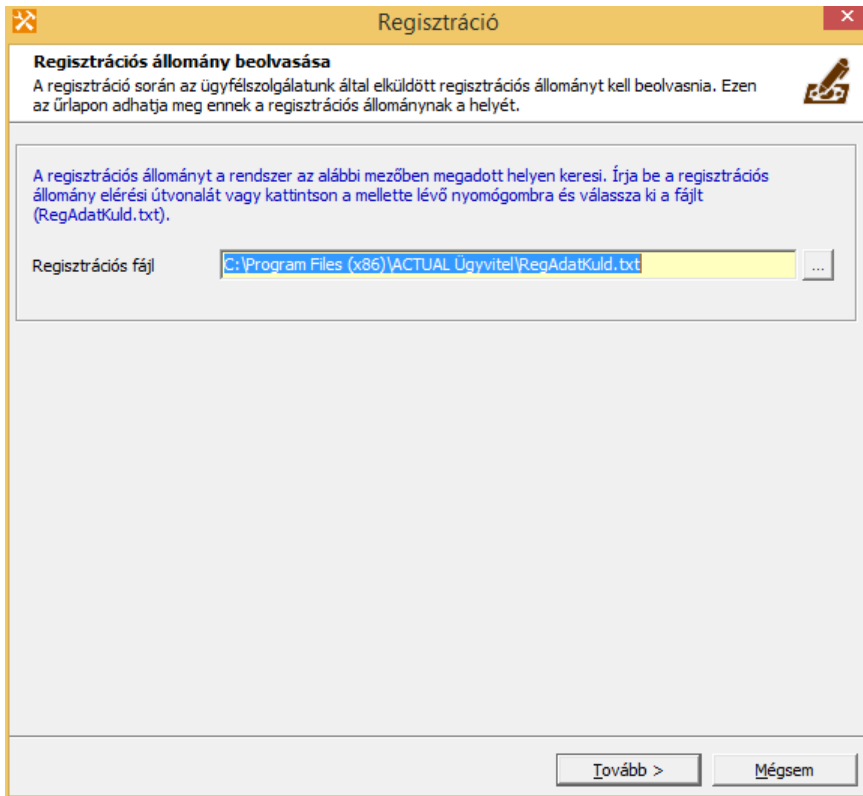 Regisztráció
Regisztrációs állomány beolvasása
A regisztráció során az ügyfélszolgálatunk által elküldött regisztrációs állományt kell beolvasnia. Ezen
az űrlapon adhatja meg ennek a regisztrációs állománynak a helyét.
A regisztrációs állományt a rendszer az alábbi mezőben megadott helyen keresi. Írja be a regisztrációs
állomány elérési útvonalát vagy kattintson a mellette lévő nyomógombra és válassza ki a fájlt
(RegAdatKuld.txt).
Regisztrációs fájl C:\Program Files (x86)\ACTUAL Ügyvitel\RegAdatKuld.txt ...
Tovább > Mégsem